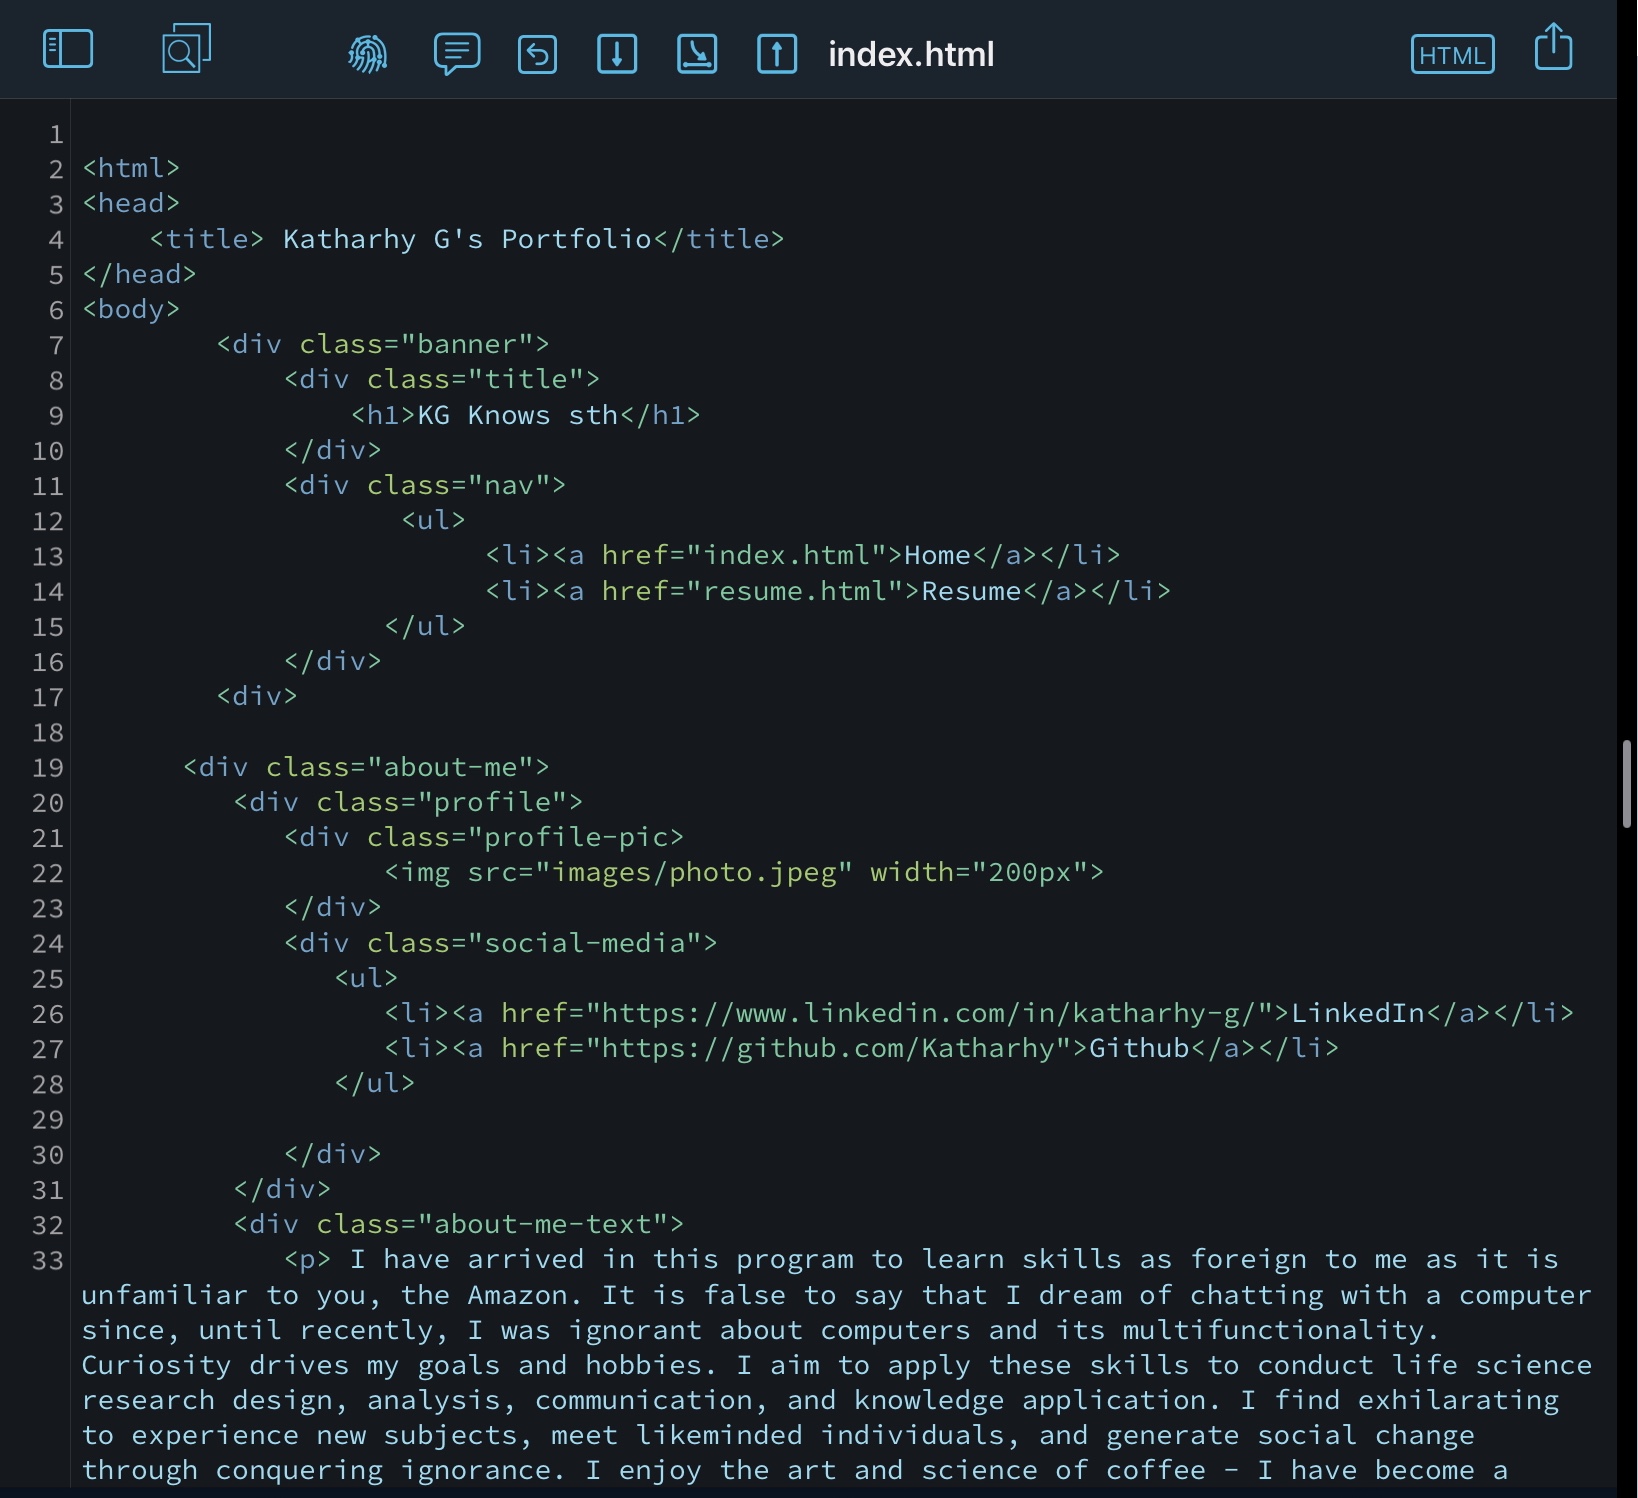 index.html
HTML
1
2 <html>
3 <head>
4 <title> Katharhy G's Portfolio</title>
5 </head>
6 <body>
7 <div class="banner">
8 <div class="title">
9 <h1>KG Knows sth</h1>
10 </div>
11 <div class="nav">
12 <ul>
13 <li><a href="index.html">Home</a></li>
14 <li><a href="resume.html">Resume</a></li>
15 </ul>
16 </div>
17 <div>
18
19 <div class="about-me">
20 <div class="profile">
21 <div class="profile-pic>
22 <img src="images/photo.jpeg" width="200px">
23 </div>
24 <div class="social-media">
25 <ul>
26 <li><a href="https://www.linkedin.com/in/katharhy-g/">LinkedIn</a></li>
27 <li><a href="https://github.com/Katharhy">Github</a></li>
28 </ul>
29
30 </div>
31 </div>
32 <div class="about-me-text">
33 <p> I have arrived in this program to learn skills as foreign to me as it is
unfamiliar to you, the Amazon. It is false to say that I dream of chatting with a computer
since, until recently, I was ignorant about computers and its multifunctionality.
Curiosity drives my goals and hobbies. I aim to apply these skills to conduct life science
research design, analysis, communication, and knowledge application. I find exhilarating
to experience new subjects, meet likeminded individuals, and generate social change
through conquering ignorance. I enjoy the art and science of coffee - I have become a